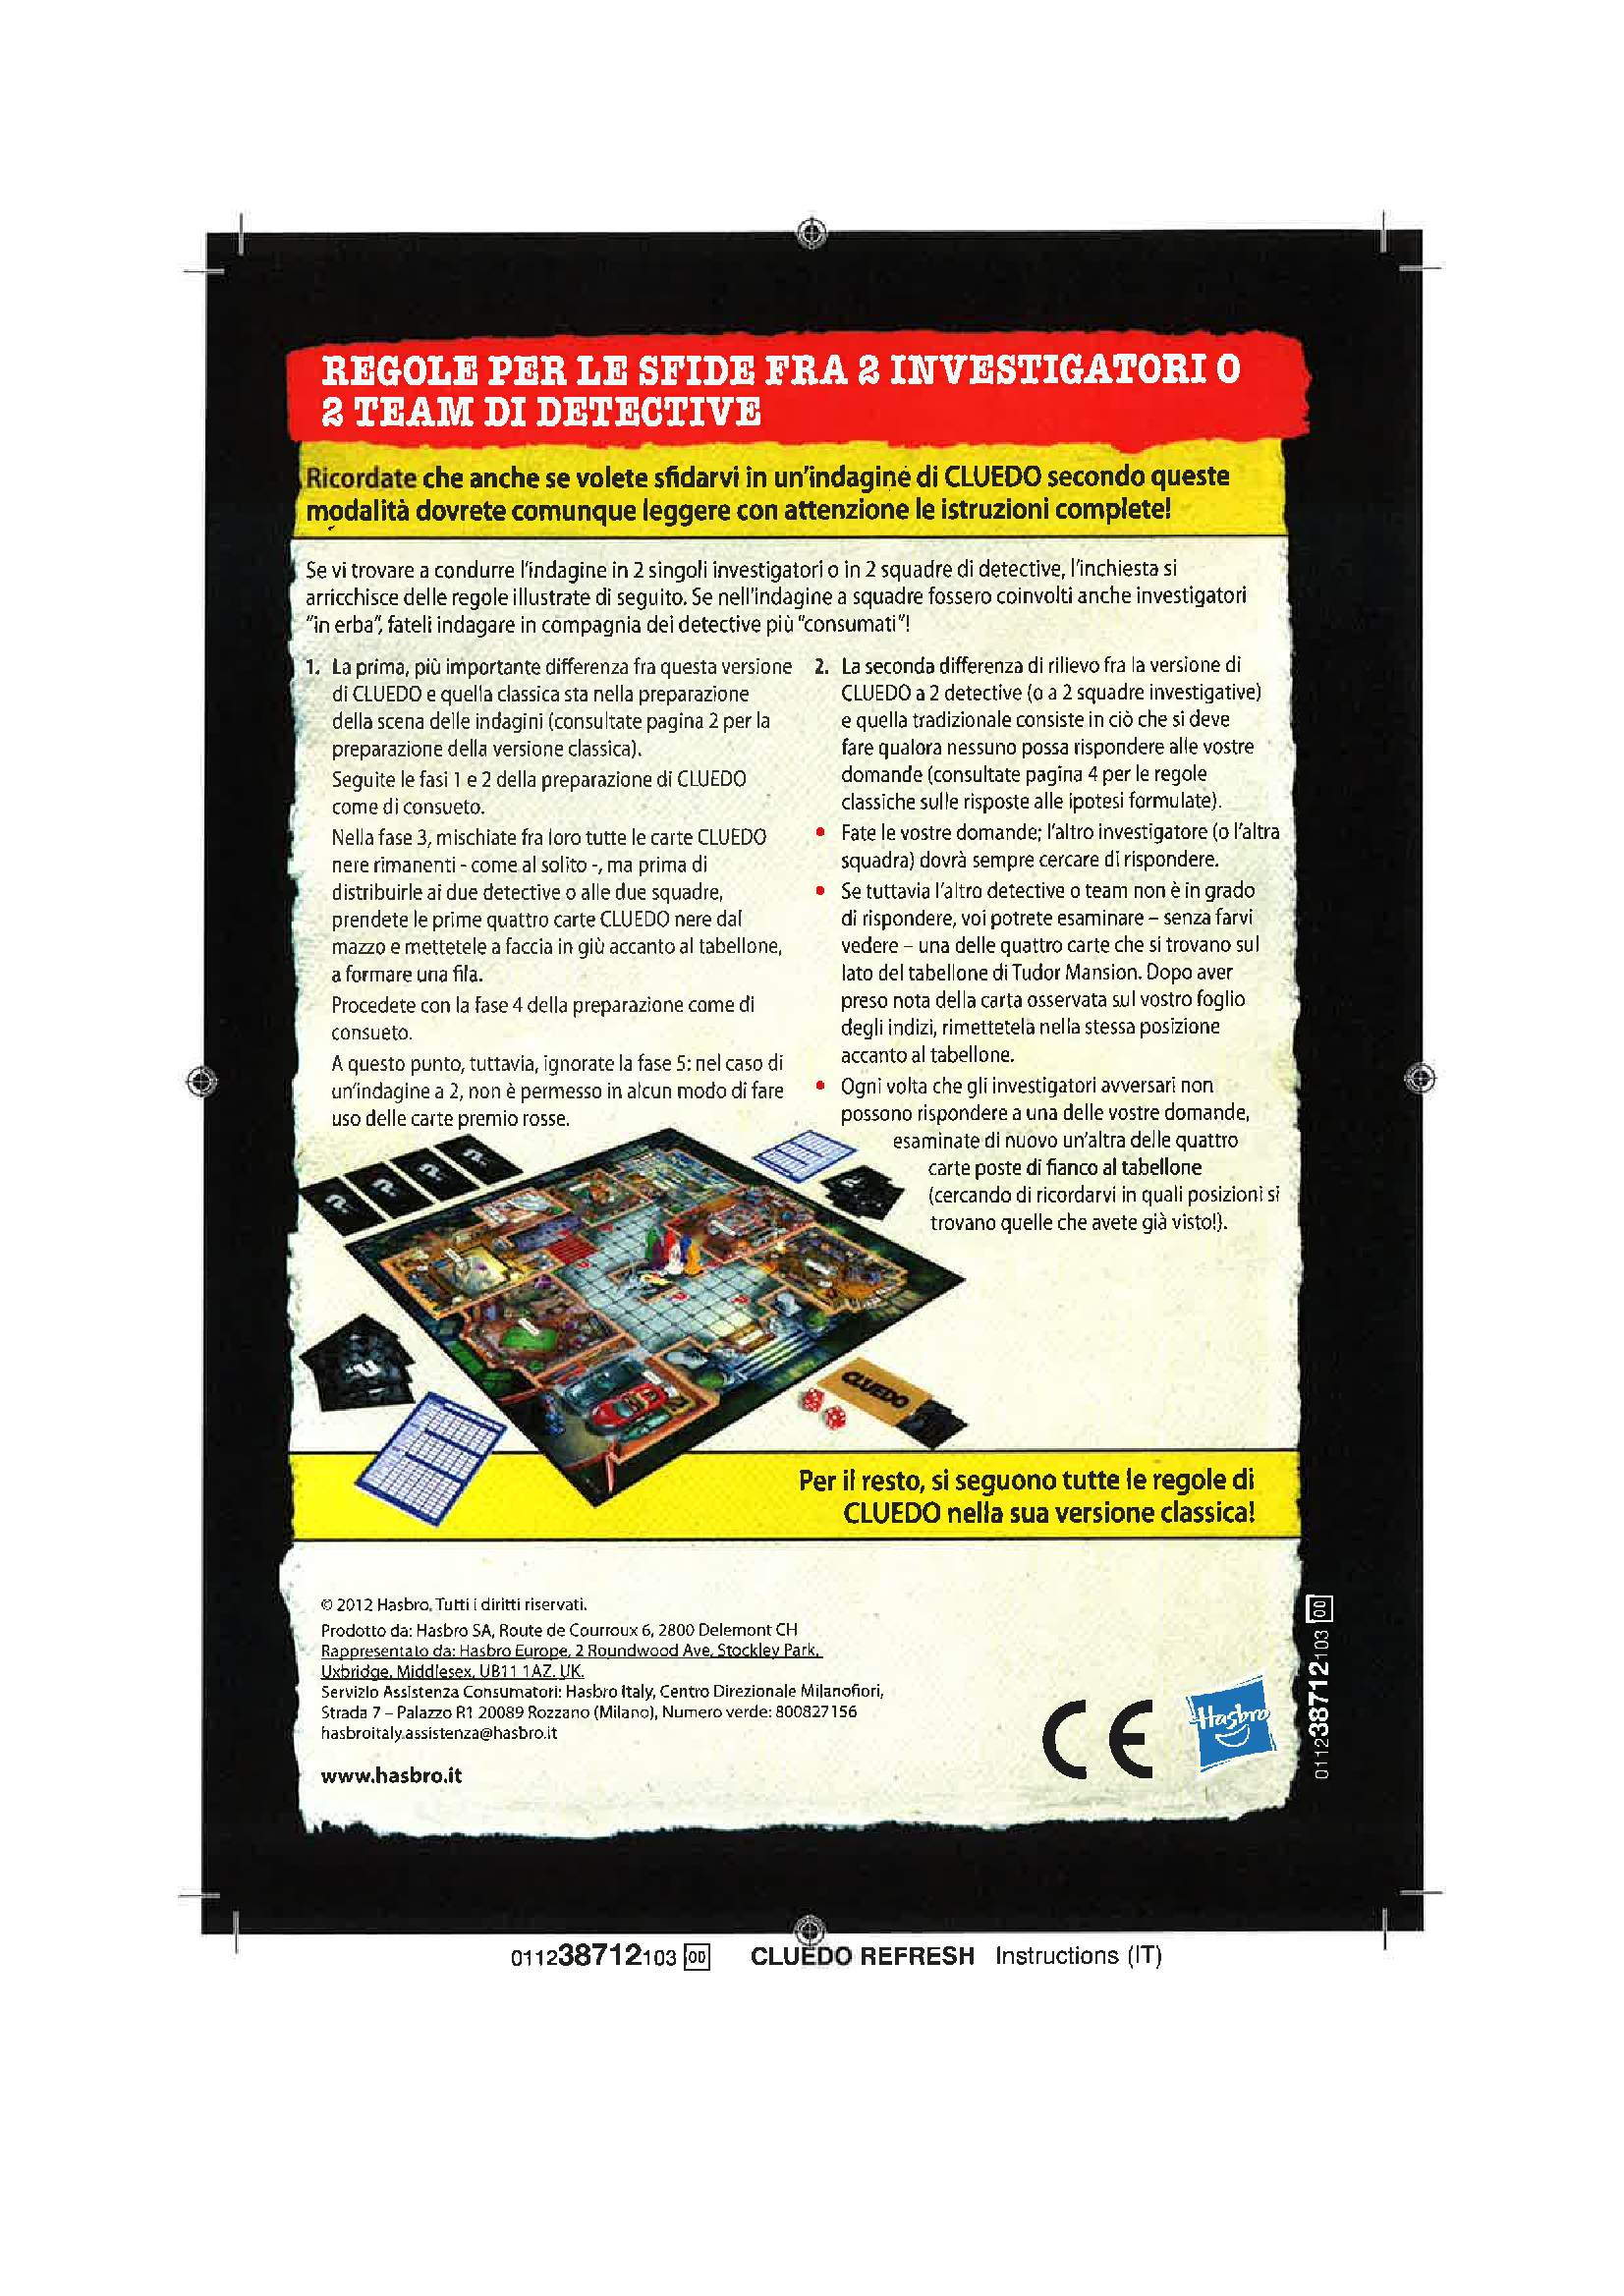 REGOLE PER LE SFIDE FRA 2 INVESTIGATORI O
2 TEAM DI DETECTIVE
Ricordate che anche se volete sfidarvi in un'indagine di CLUEDO secondo queste
modalità dovrete comunque leggere con attenzione le istruzioni complete!
Se vi trovare a condurre l'indagine in 2 singoli investigatori o in 2 squadre di detective, l'inchiesta si
arricchisce delle regole illustrate di seguito. Se nell'indagine a squadre fossero coinvolti anche investigatori
"in erba", fateli indagare in compagnia dei detective più "consumati"!
1. La prima, più importante differenza fra questa versione
di CLUEDO e quella classica sta nella preparazione
della scena delle indagini (consultate pagina 2 per la
preparazione della versione classica).
Seguite le fasi 1 e 2 della preparazione di CLUEDO
come di consueto.
Nella fase 3, mischiate fra loro tutte le carte CLUEDO
nere rimanenti - come al solito -, ma prima di
distribuirle ai due detective o alle due squadre,
prendete le prime quattro carte CLUEDO nere dal
mazzo e mettetele a faccia in giù accanto al tabellone,
a formare una fila.
Procedete con la fase 4 della preparazione come di
consueto.
A questo punto, tuttavia, ignorate la fase 5: nel caso di
un'indagine a 2, non è permesso in alcun modo di fare
uso delle carte premio rosse.
2. La seconda differenza di rilievo fra la versione di
CLUEDO a 2 detective (o a 2 squadre investigative)
e quella tradizionale consiste in ciò che si deve
fare qualora nessuno possa rispondere alle vostre
domande (consultate pagina 4 per le regole
classiche sulle risposte alle ipotesi formulate).
• Fate le vostre domande; l'altro investigatore (o l'altra
squadra) dovrà sempre cercare di rispondere.
• Se tuttavia l'altro detective o team non è in grado
di rispondere, voi potrete esaminare – senza farvi
vedere – una delle quattro carte che si trovano sul
lato del tabellone di Tudor Mansion. Dopo aver
preso nota della carta osservata sul vostro foglio
degli indizi, rimettetela nella stessa posizione
accanto al tabellone.
• Ogni volta che gli investigatori avversari non
possono rispondere a una delle vostre domande,
esaminate di nuovo un'altra delle quattro
carte poste di fianco al tabellone
(cercando di ricordarvi in quali posizioni si
trovano quelle che avete già visto!).
CLUEDO
Per il resto, si seguono tutte le regole di
CLUEDO nella sua versione classica!
© 2012 Hasbro. Tutti i diritti riservati.
Prodotto da: Hasbro SA, Route de Courroux 6, 2800 Delemont CH
Rappresentato da: Hasbro Europe, 2 Roundwood Ave, Stockley Park,
Uxbridge, Middlesex, UB11 1AZ. UK.
Servizio Assistenza Consumatori: Hasbro Italy, Centro Direzionale Milanofiori,
Strada 7 – Palazzo R1 20089 Rozzano (Milano), Numero verde: 800827156
hasbroitaly.assistenza@hasbro.it
www.hasbro.it
CE
Hasbro
011238712103 00
011238712103 00 CLUEDO REFRESH Instructions (IT)